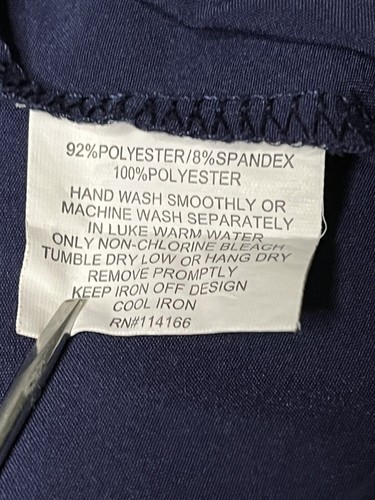 92%POLYESTER/8%SPANDEX
100%POLYESTER
HAND WASH SMOOTHLY OR
MACHINE WASH SEPARATELY
IN LUKE WARM WATER
ONLY NON-CHLORINE BLEACH
TUMBLE DRY LOW OR HANG DRY
REMOVE PROMPTLY
KEEP IRON OFF DESIGN
COOL IRON
RN#114166